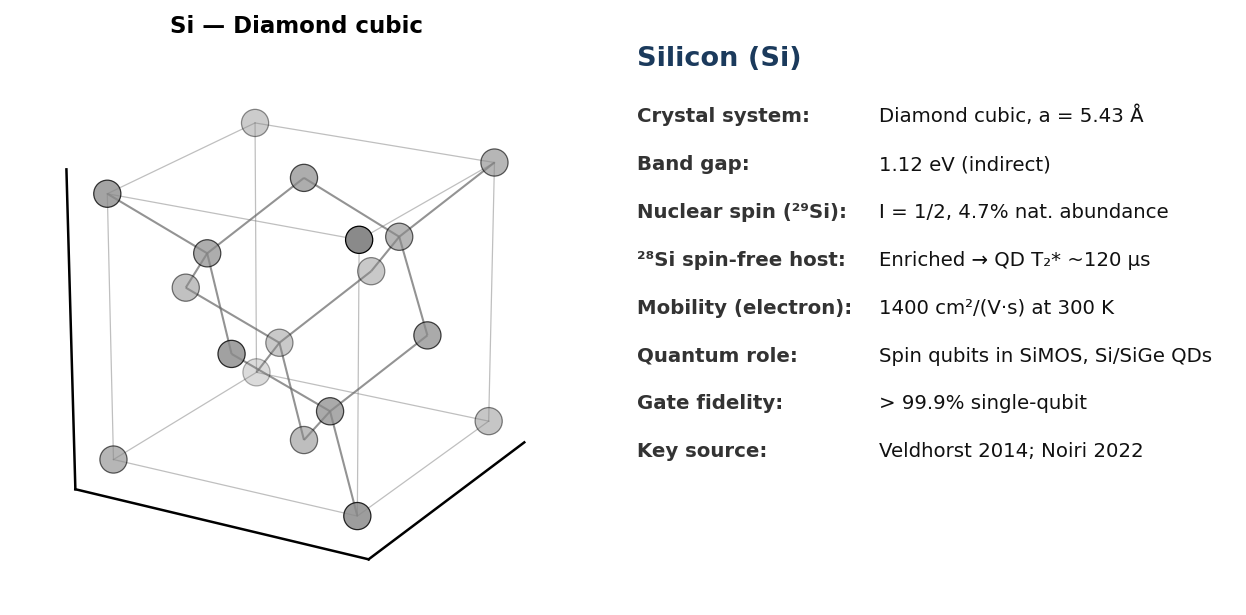 Si — Diamond cubic
Silicon (Si)
Crystal system: Diamond cubic, a = 5.43 Å
Band gap: 1.12 eV (indirect)
Nuclear spin (²⁹Si): I = 1/2, 4.7% nat. abundance
²⁸Si spin-free host: Enriched → QD T₂* ~120 μs
Mobility (electron): 1400 cm²/(V·s) at 300 K
Quantum role: Spin qubits in SiMOS, Si/SiGe QDs
Gate fidelity: > 99.9% single-qubit
Key source: Veldhorst 2014; Noiri 2022